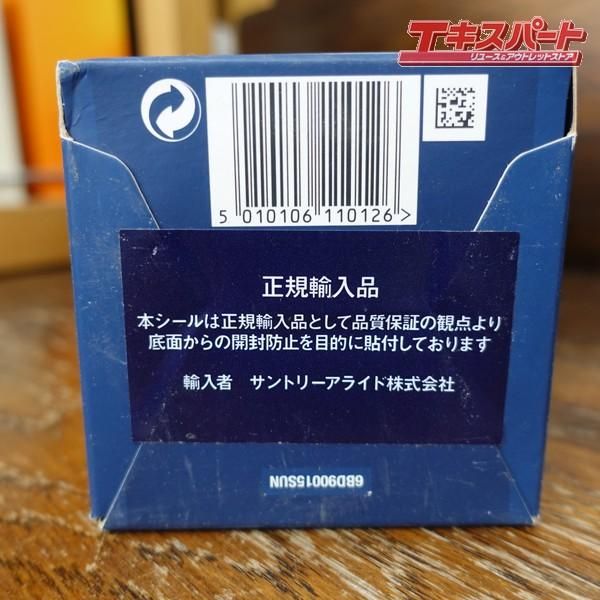 Tエキスパート
リユース&アウトレットストア
5 010106 110126 >
正規輸入品
本シールは正規輸入品として品質保証の観点より
底面からの開封防止を目的に貼付しております
輸入者 サントリーアライド株式会社
6BD90015SUN